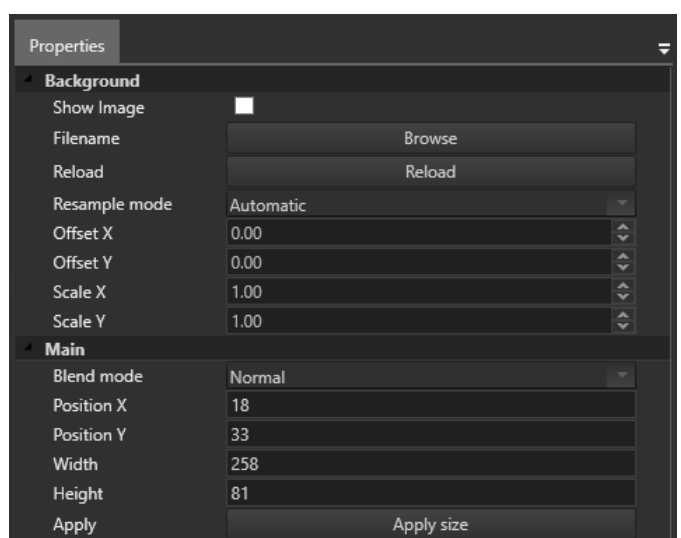 Properties
Background
Show Image
Filename Browse
Reload Reload
Resample mode Automatic
Offset X 0.00
Offset Y 0.00
Scale X 1.00
Scale Y 1.00
Main
Blend mode Normal
Position X 18
Position Y 33
Width 258
Height 81
Apply Apply size